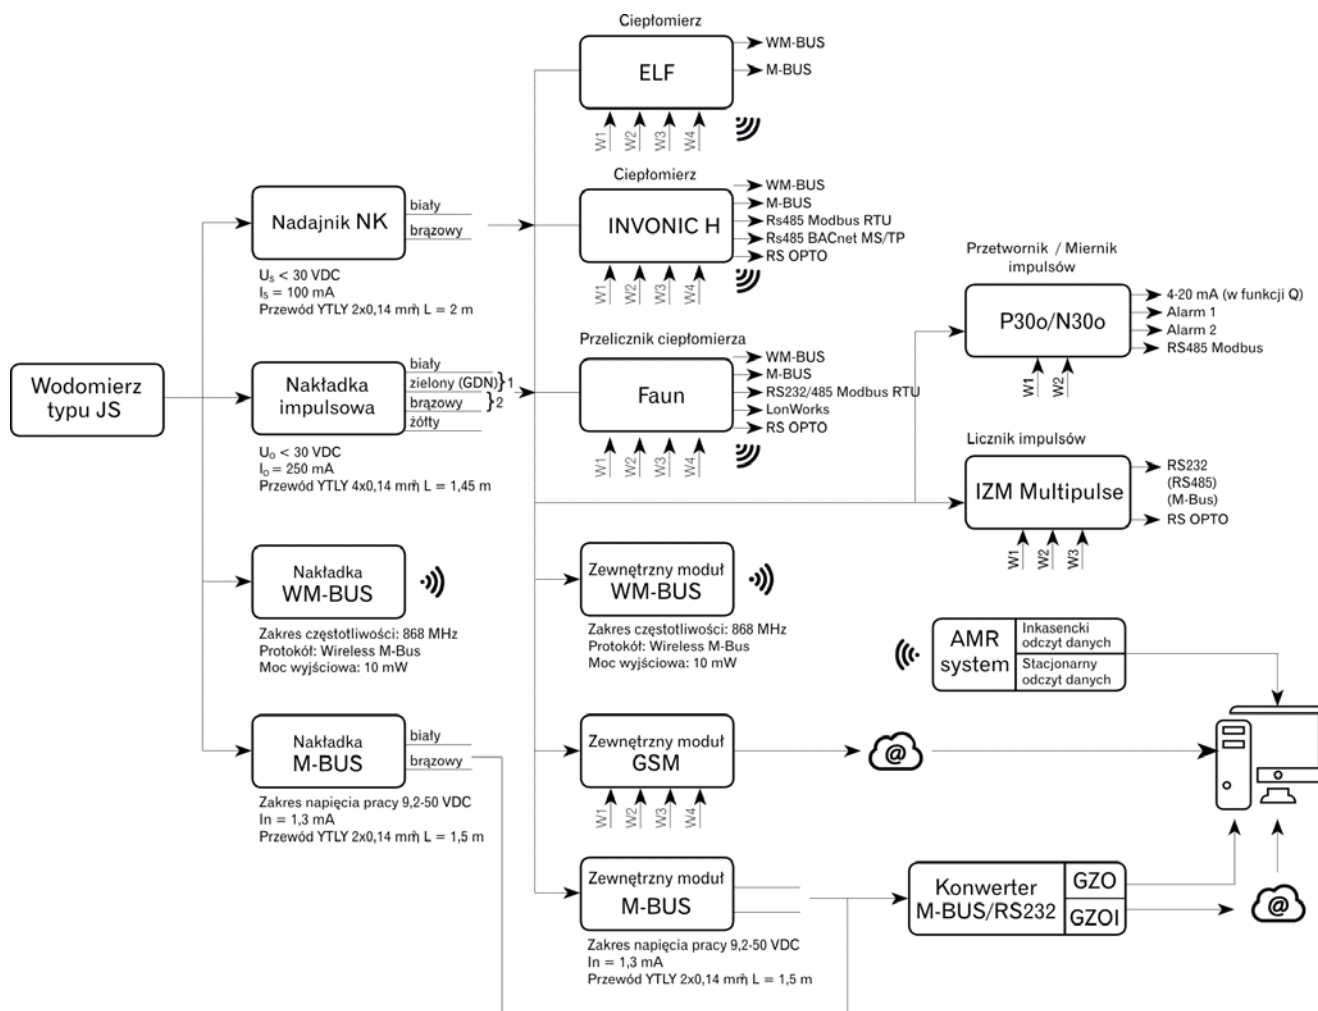 Wodomierz
typu JS
Nadajnik NK
biały
brązowy
Us < 30 VDC
Is = 100 mA
Przewód YTLY 2x0,14 mm², L = 2 m
Nakładka
impulsowa
biały
zielony (GDN) }1
brązowy }2
żółty
Uo < 30 VDC
Io = 250 mA
Przewód YTLY 4x0,14 mm², L = 1,45 m
Nakładka
WM-BUS
Zakres częstotliwości: 868 MHz
Protokół: Wireless M-Bus
Moc wyjściowa: 10 mW
Nakładka
M-BUS
biały
brązowy
Zakres napięcia pracy 9,2-50 VDC
In = 1,3 mA
Przewód YTLY 2x0,14 mm², L = 1,5 m
Ciepłomierz
ELF
WM-BUS
M-BUS
W1
W2
W3
W4
Ciepłomierz
INVONIC H
WM-BUS
M-BUS
Rs485 Modbus RTU
Rs485 BACnet MS/TP
RS OPTO
W1
W2
W3
W4
Przelicznik ciepłomierza
Faun
WM-BUS
M-BUS
RS232/485 Modbus RTU
LonWorks
RS OPTO
W1
W2
W3
W4
Zewnętrzny moduł
WM-BUS
Zakres częstotliwości: 868 MHz
Protokół: Wireless M-Bus
Moc wyjściowa: 10 mW
Zewnętrzny moduł
GSM
W1
W2
W3
W4
Zewnętrzny moduł
M-BUS
Zakres napięcia pracy 9,2-50 VDC
In = 1,3 mA
Przewód YTLY 2x0,14 mm², L = 1,5 m
Przetwornik / Miernik
impulsów
P30o/N30o
4-20 mA (w funkcji Q)
Alarm 1
Alarm 2
RS485 Modbus
W1
W2
Licznik impulsów
IZM Multipulse
RS232
(RS485)
(M-Bus)
RS OPTO
W1
W2
W3
AMR
system
Inkasencki
odczyt danych
Stacjonarny
odczyt danych
@
Konwerter
M-BUS/RS232
GZO
GZOI
@